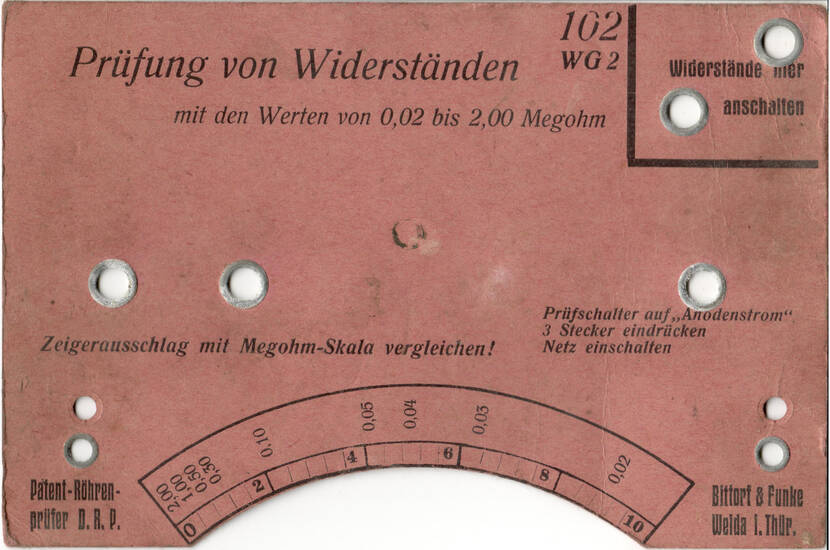 102
WG 2
Prüfung von Widerständen
mit den Werten von 0,02 bis 2,00 Megohm
Widerstände hier
anschalten
Prüfschalter auf „Anodenstrom“
3 Stecker eindrücken
Netz einschalten
Zeigerausschlag mit Megohm-Skala vergleichen!
2,00 1,00 0,50 0,30 0,10 0,05 0,04 0,03 0,02
0 2 4 6 8 10
Patent-Röhren-
prüfer D. R. P.
Bittorf & Funke
Weida i. Thür.